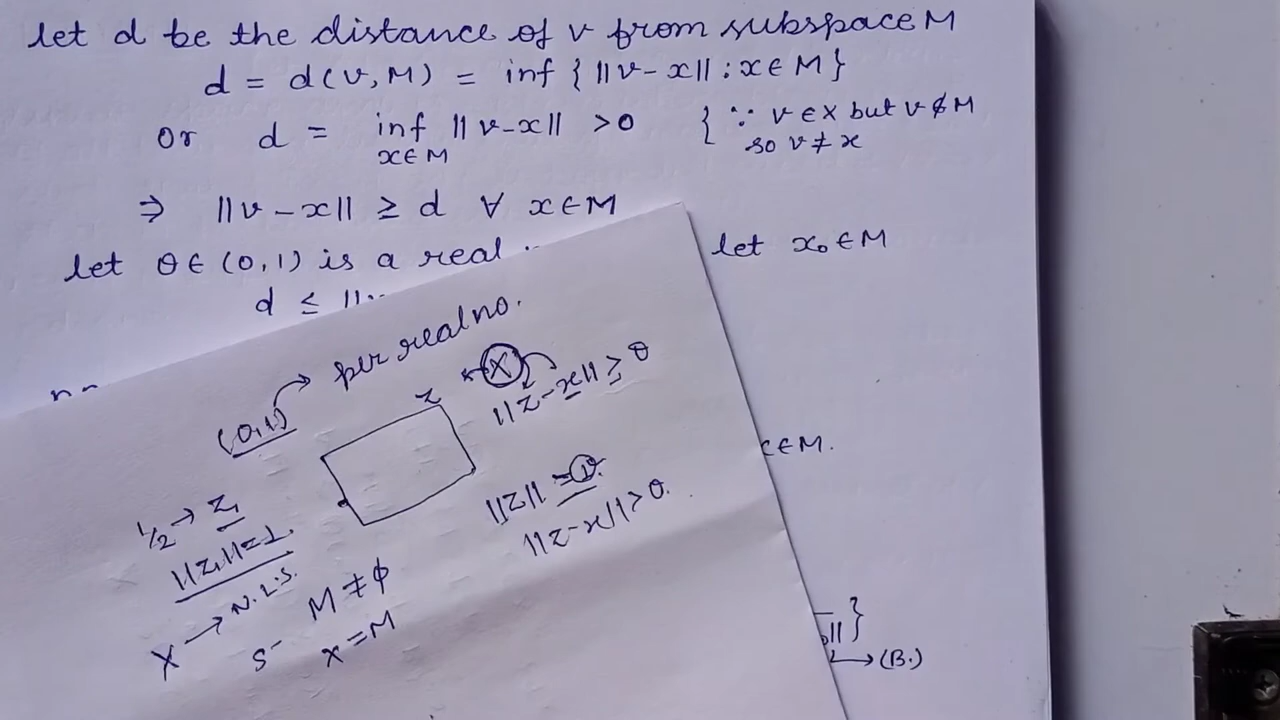 let d be the distance of v from subspace M
d = d(v, M) = inf { ||v - x|| : x ∈ M }
or d = inf ||v - x|| > 0 { ∵ v ∈ X but v ∉ M
x ∈ M so v ≠ x
⇒ ||v - x|| ≥ d ∀ x ∈ M
let θ ∈ (0, 1) is a real let x₀ ∈ M
d ≤ ||
(0,1) → per real no.
z
X
||z - x|| ≥ θ
∈ M.
1/2 → z₁
||z₁|| = 1.
||z|| = 1
||z - x|| > θ.
X → N.L.S.
S- M ≠ φ
x = M
|| }
→ (B.)